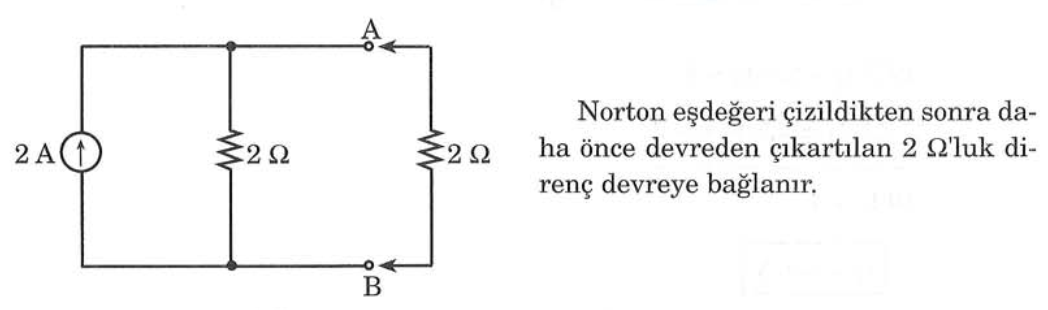 A
2 A
2 Ω
2 Ω
B
Norton eşdeğeri çizildikten sonra da-
ha önce devreden çıkartılan 2 Ω'luk di-
renç devreye bağlanır.